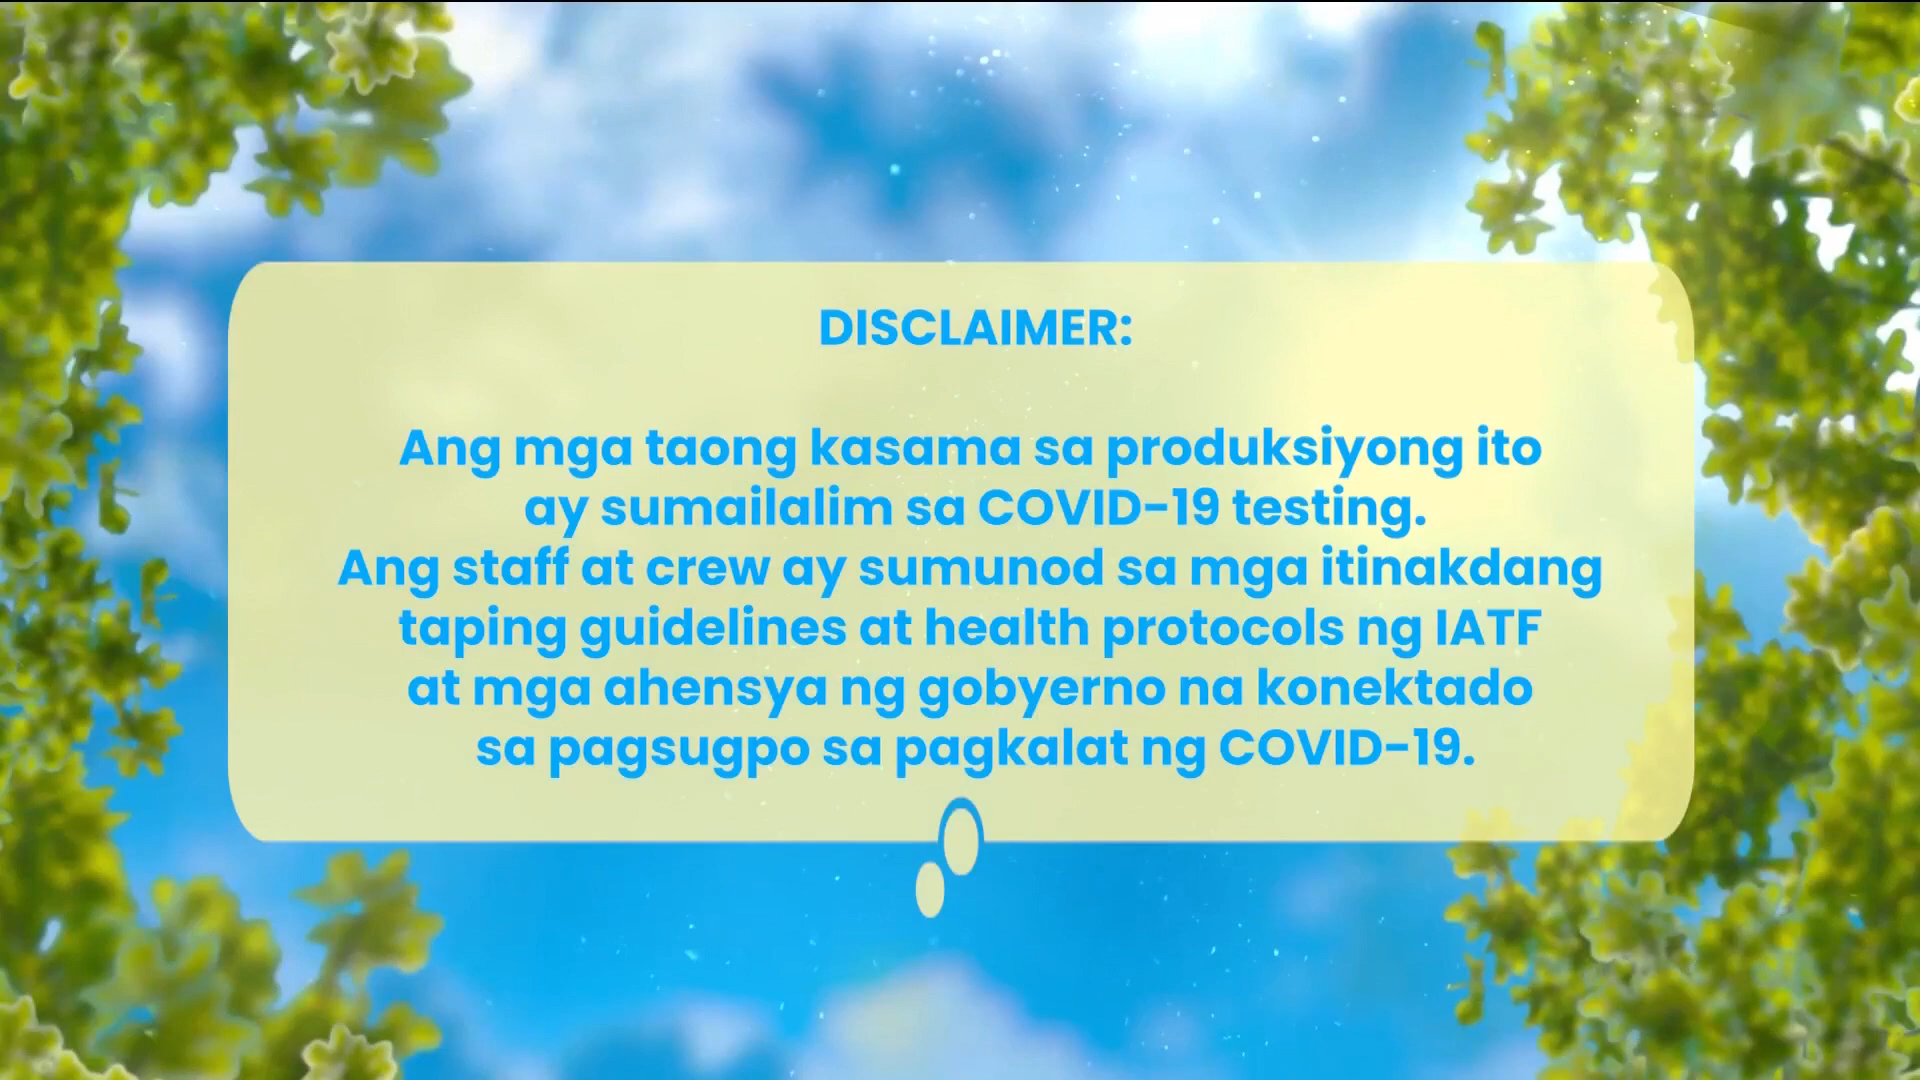 DISCLAIMER:
Ang mga taong kasama sa produksiyong ito
ay sumailalim sa COVID-19 testing.
Ang staff at crew ay sumunod sa mga itinakdang
taping guidelines at health protocols ng IATF
at mga ahensya ng gobyerno na konektado
sa pagsugpo sa pagkalat ng COVID-19.